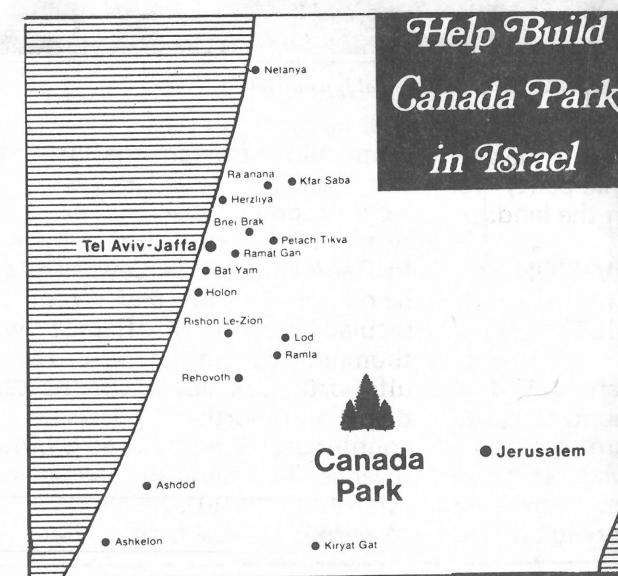 Help Build
Canada Park
in Israel
Netanya
Ra'anana
Kfar Saba
Herzliya
Bnei Brak
Petach Tikva
Tel Aviv-Jaffa
Ramat Gan
Bat Yam
Holon
Rishon Le-Zion
Lod
Ramla
Rehovoth
Canada
Park
Jerusalem
Ashdod
Ashkelon
Kiryat Gat